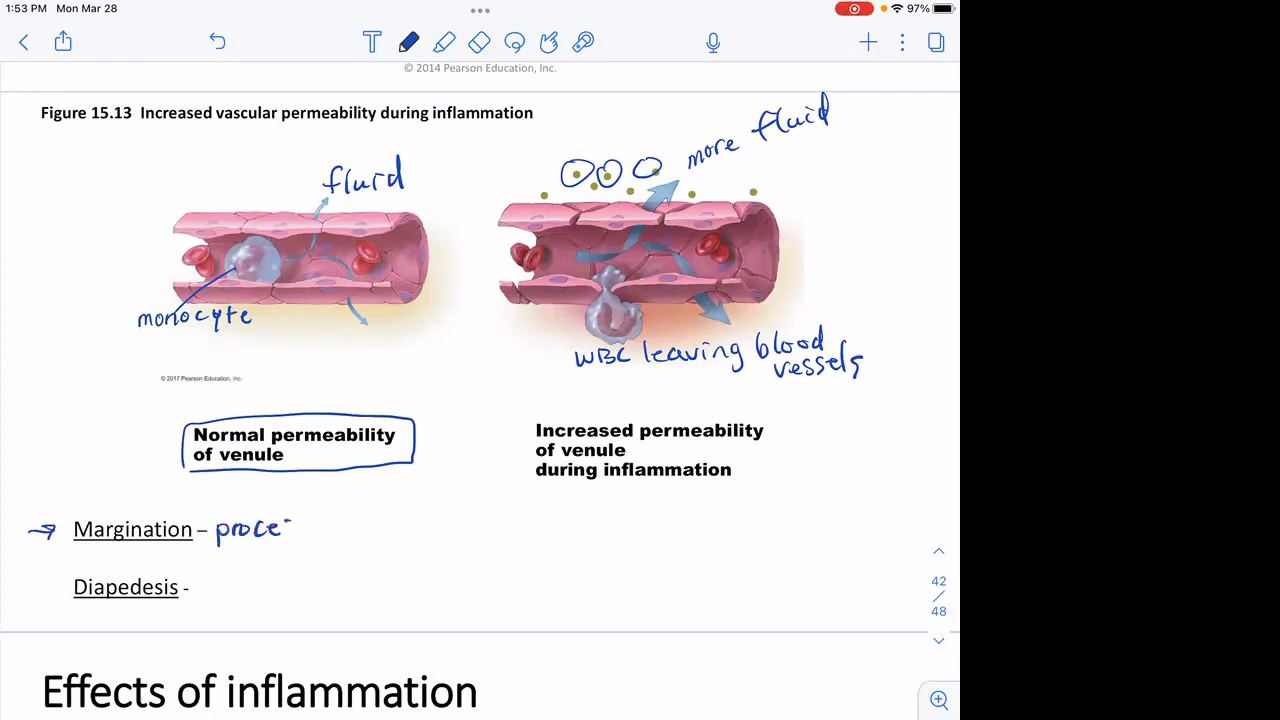 1:53 PM Mon Mar 28
97%
T
© 2014 Pearson Education, Inc.
Figure 15.13 Increased vascular permeability during inflammation
fluid
more fluid
monocyte
WBC leaving blood
vessels
© 2017 Pearson Education, Inc.
Normal permeability
of venule
Increased permeability
of venule
during inflammation
→ Margination – proce
Diapedesis -
42
/
48
Effects of inflammation